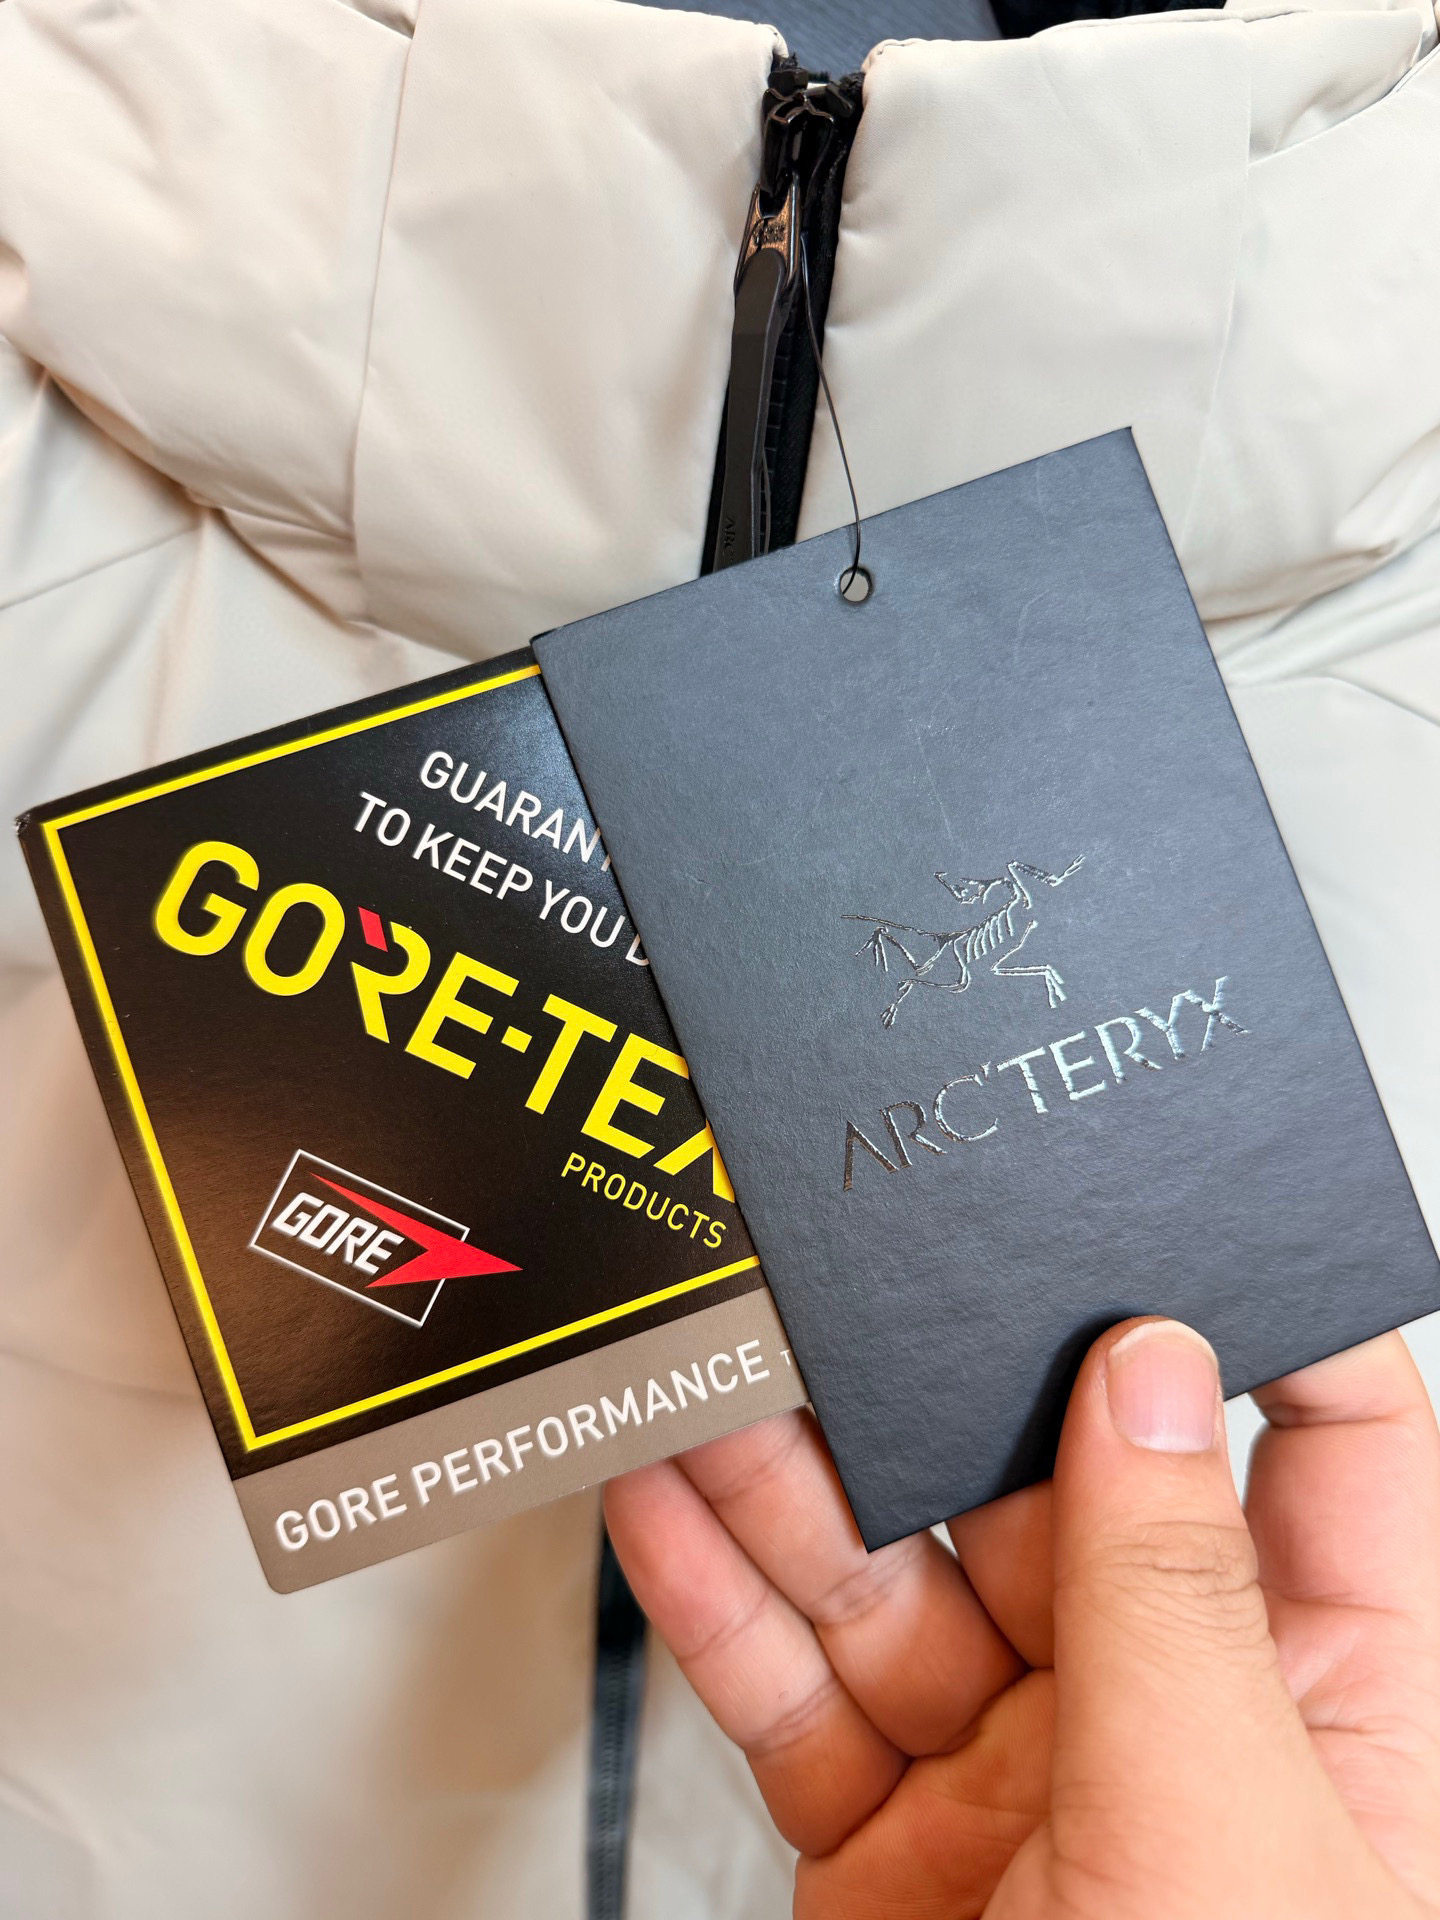 GUARAN
TO KEEP YOU D
GORE-TEX
PRODUCTS
GORE
GORE PERFORMANCE
ARC'TERYX